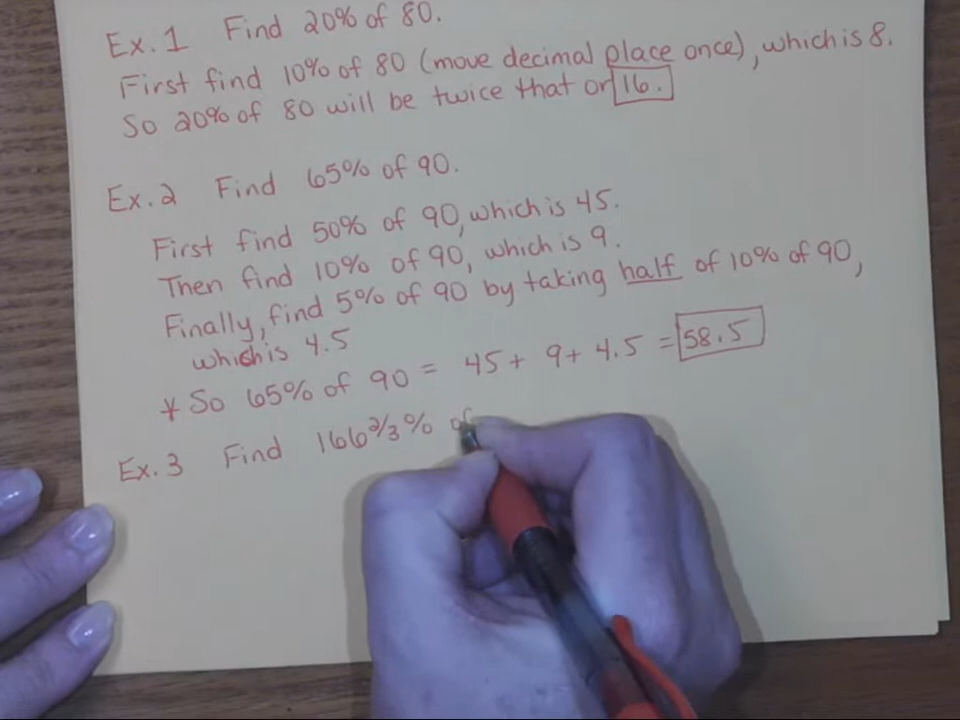 Ex. 1 Find 20% of 80.
First find 10% of 80 (move decimal place once), which is 8.
So 20% of 80 will be twice that or 16.
Ex. 2 Find 65% of 90.
First find 50% of 90, which is 45.
Then find 10% of 90, which is 9.
Finally, find 5% of 90 by taking half of 10% of 90,
which is 4.5
* So 65% of 90 = 45 + 9 + 4.5 = 58.5
Ex. 3 Find 166 2/3 % of